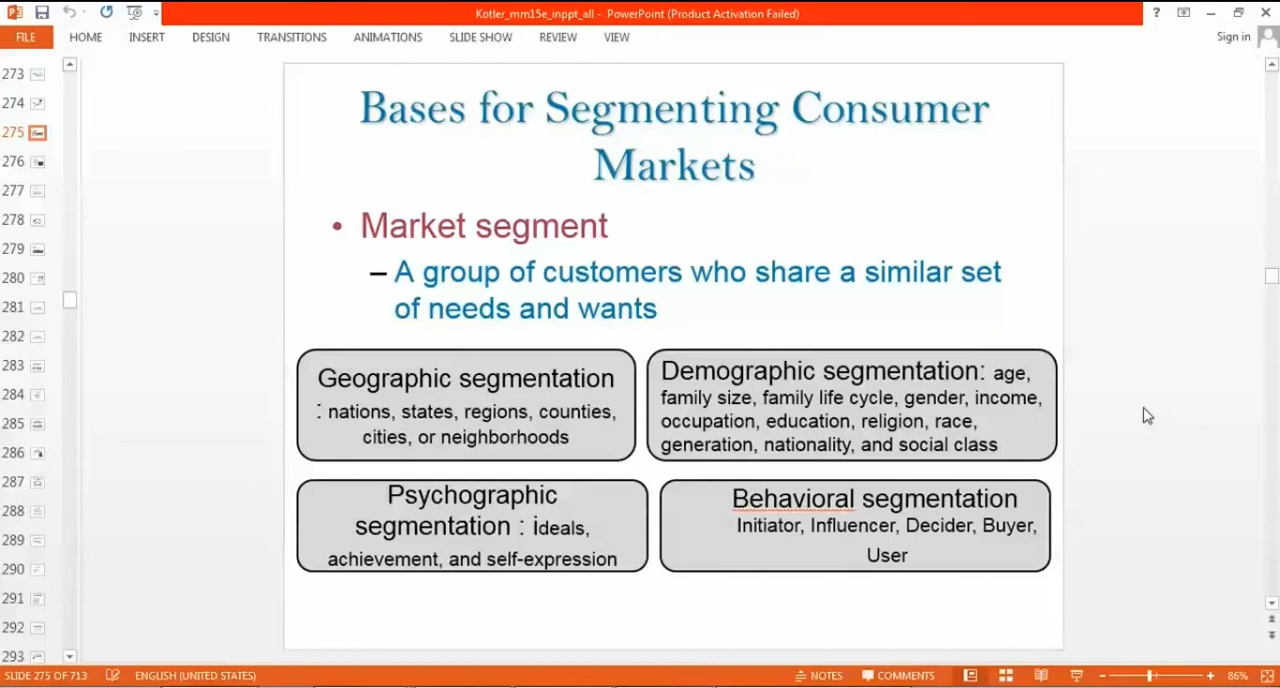 Kotler_mm15e_inppt_all - PowerPoint (Product Activation Failed)
?
FILE HOME INSERT DESIGN TRANSITIONS ANIMATIONS SLIDE SHOW REVIEW VIEW Sign in
273
274
275
276
277
278
279
280
281
282
283
284
285
286
287
288
289
290
291
292
293
Bases for Segmenting Consumer
Markets
• Market segment
– A group of customers who share a similar set
of needs and wants
Geographic segmentation
: nations, states, regions, counties,
cities, or neighborhoods
Demographic segmentation: age,
family size, family life cycle, gender, income,
occupation, education, religion, race,
generation, nationality, and social class
Psychographic
segmentation : ideals,
achievement, and self-expression
Behavioral segmentation
Initiator, Influencer, Decider, Buyer,
User
SLIDE 275 OF 713 ENGLISH (UNITED STATES) NOTES COMMENTS 86%